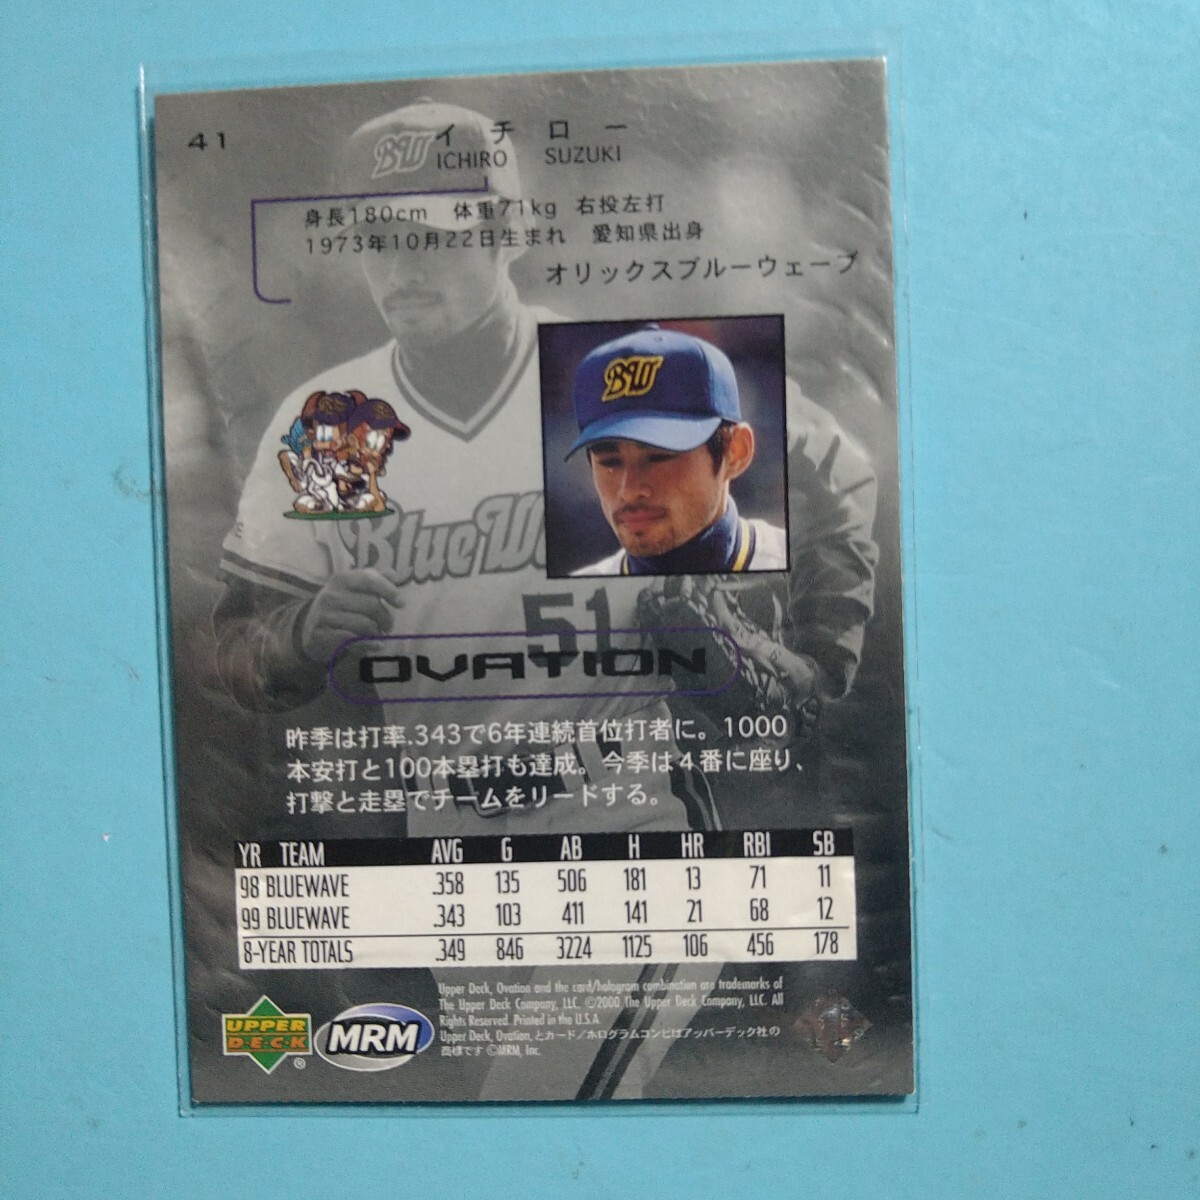 41
イチロー
ICHIRO SUZUKI
BW
身長180cm 体重71kg 右投左打
1973年10月22日生まれ 愛知県出身
オリックスブルーウェーブ
BW
Blue W
51
OVATION
昨季は打率.343で6年連続首位打者に。1000
本安打と100本塁打も達成。今季は4番に座り、
打撃と走塁でチームをリードする。
YR TEAM AVG G AB H HR RBI SB
98 BLUEWAVE .358 135 506 181 13 71 11
99 BLUEWAVE .343 103 411 141 21 68 12
8-YEAR TOTALS .349 846 3224 1125 106 456 178
Upper Deck, Ovation and the card/hologram combination are trademarks of
The Upper Deck Company, LLC. ©2000 The Upper Deck Company, LLC. All
Rights Reserved. Printed in the U.S.A.
Upper Deck, Ovation, とカード／ホログラムコンビはアッパーデック社の
商標です ©MRM, Inc.
UPPER
DECK
®
MRM